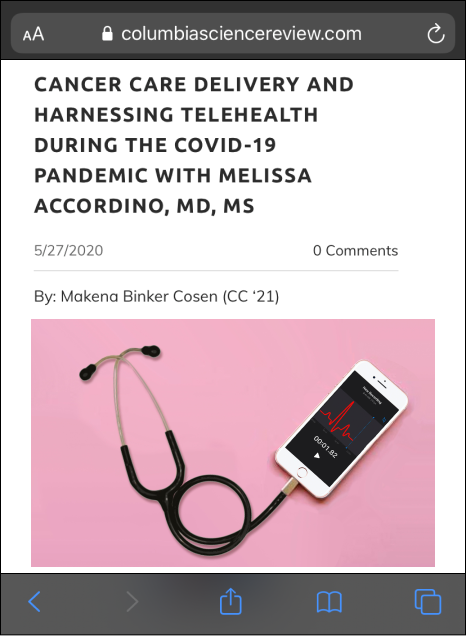 AA columbiasciencereview.com
CANCER CARE DELIVERY AND
HARNESSING TELEHEALTH
DURING THE COVID-19
PANDEMIC WITH MELISSA
ACCORDINO, MD, MS
5/27/2020 0 Comments
By: Makena Binker Cosen (CC ‘21)
00:01.82